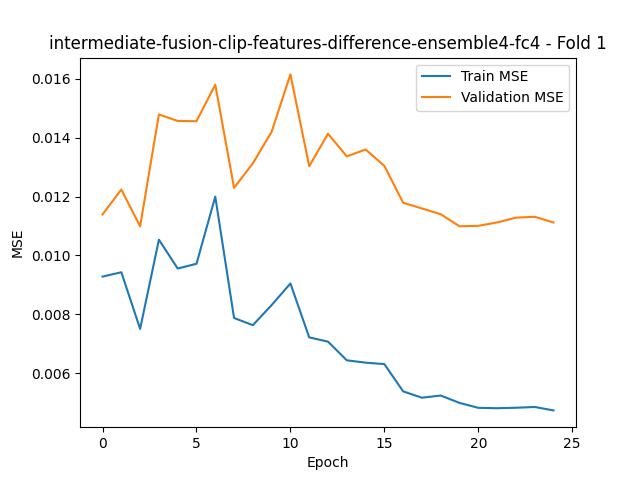 intermediate-fusion-clip-features-difference-ensemble4-fc4 - Fold 1
Train MSE
Validation MSE
0.016
0.014
0.012
0.010
0.008
0.006
MSE
0 5 10 15 20 25
Epoch